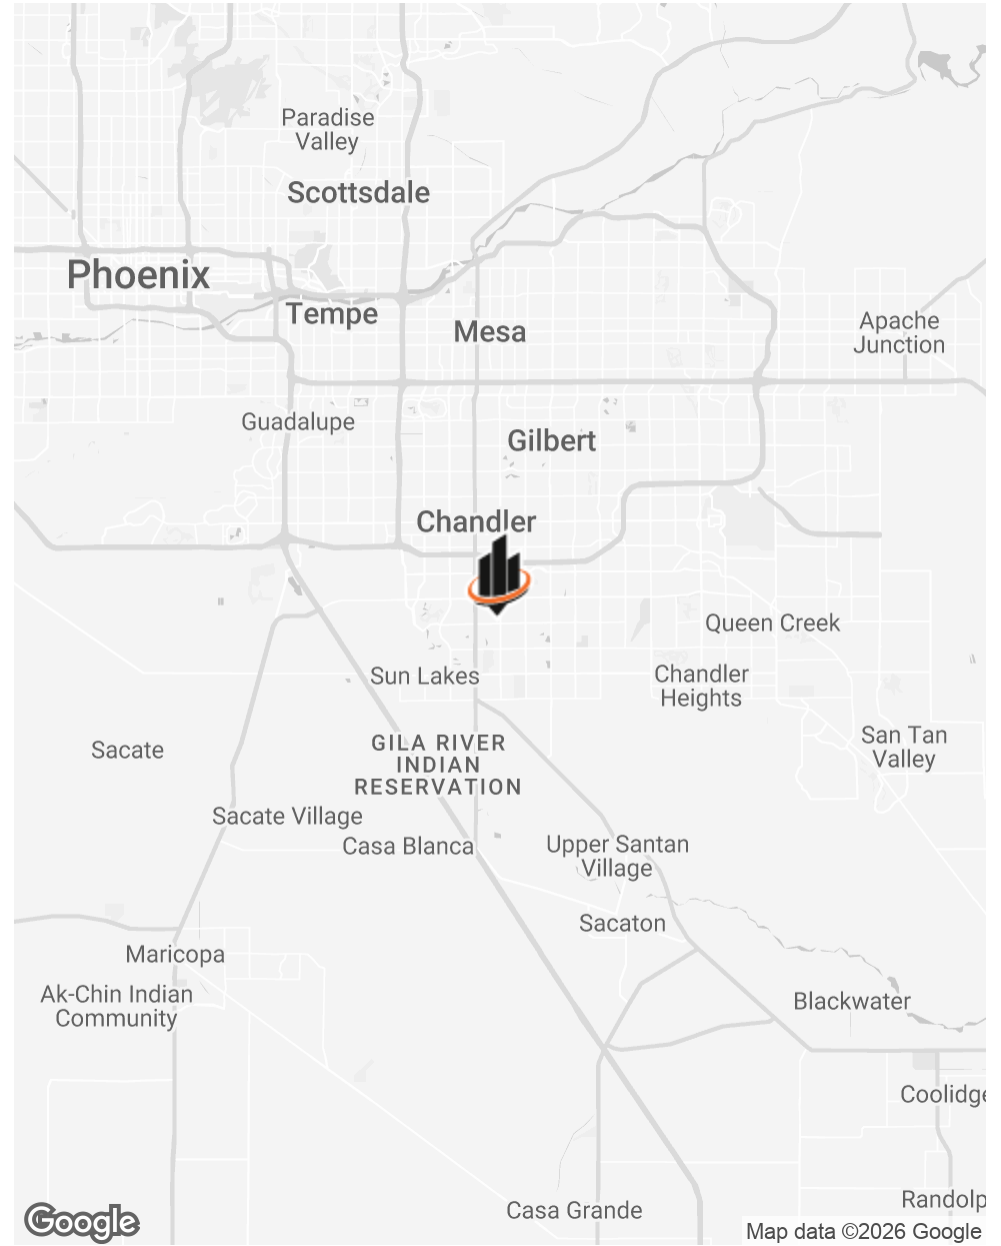 Paradise
Valley
Scottsdale
Phoenix
Tempe
Mesa
Apache
Junction
Guadalupe
Gilbert
Chandler
Queen Creek
Sun Lakes
Chandler
Heights
San Tan
Valley
GILA RIVER
INDIAN
RESERVATION
Sacate
Sacate Village
Casa Blanca
Upper Santan
Village
Sacaton
Maricopa
Ak-Chin Indian
Community
Blackwater
Coolidge
Casa Grande
Randolp
Google
Map data ©2026 Google